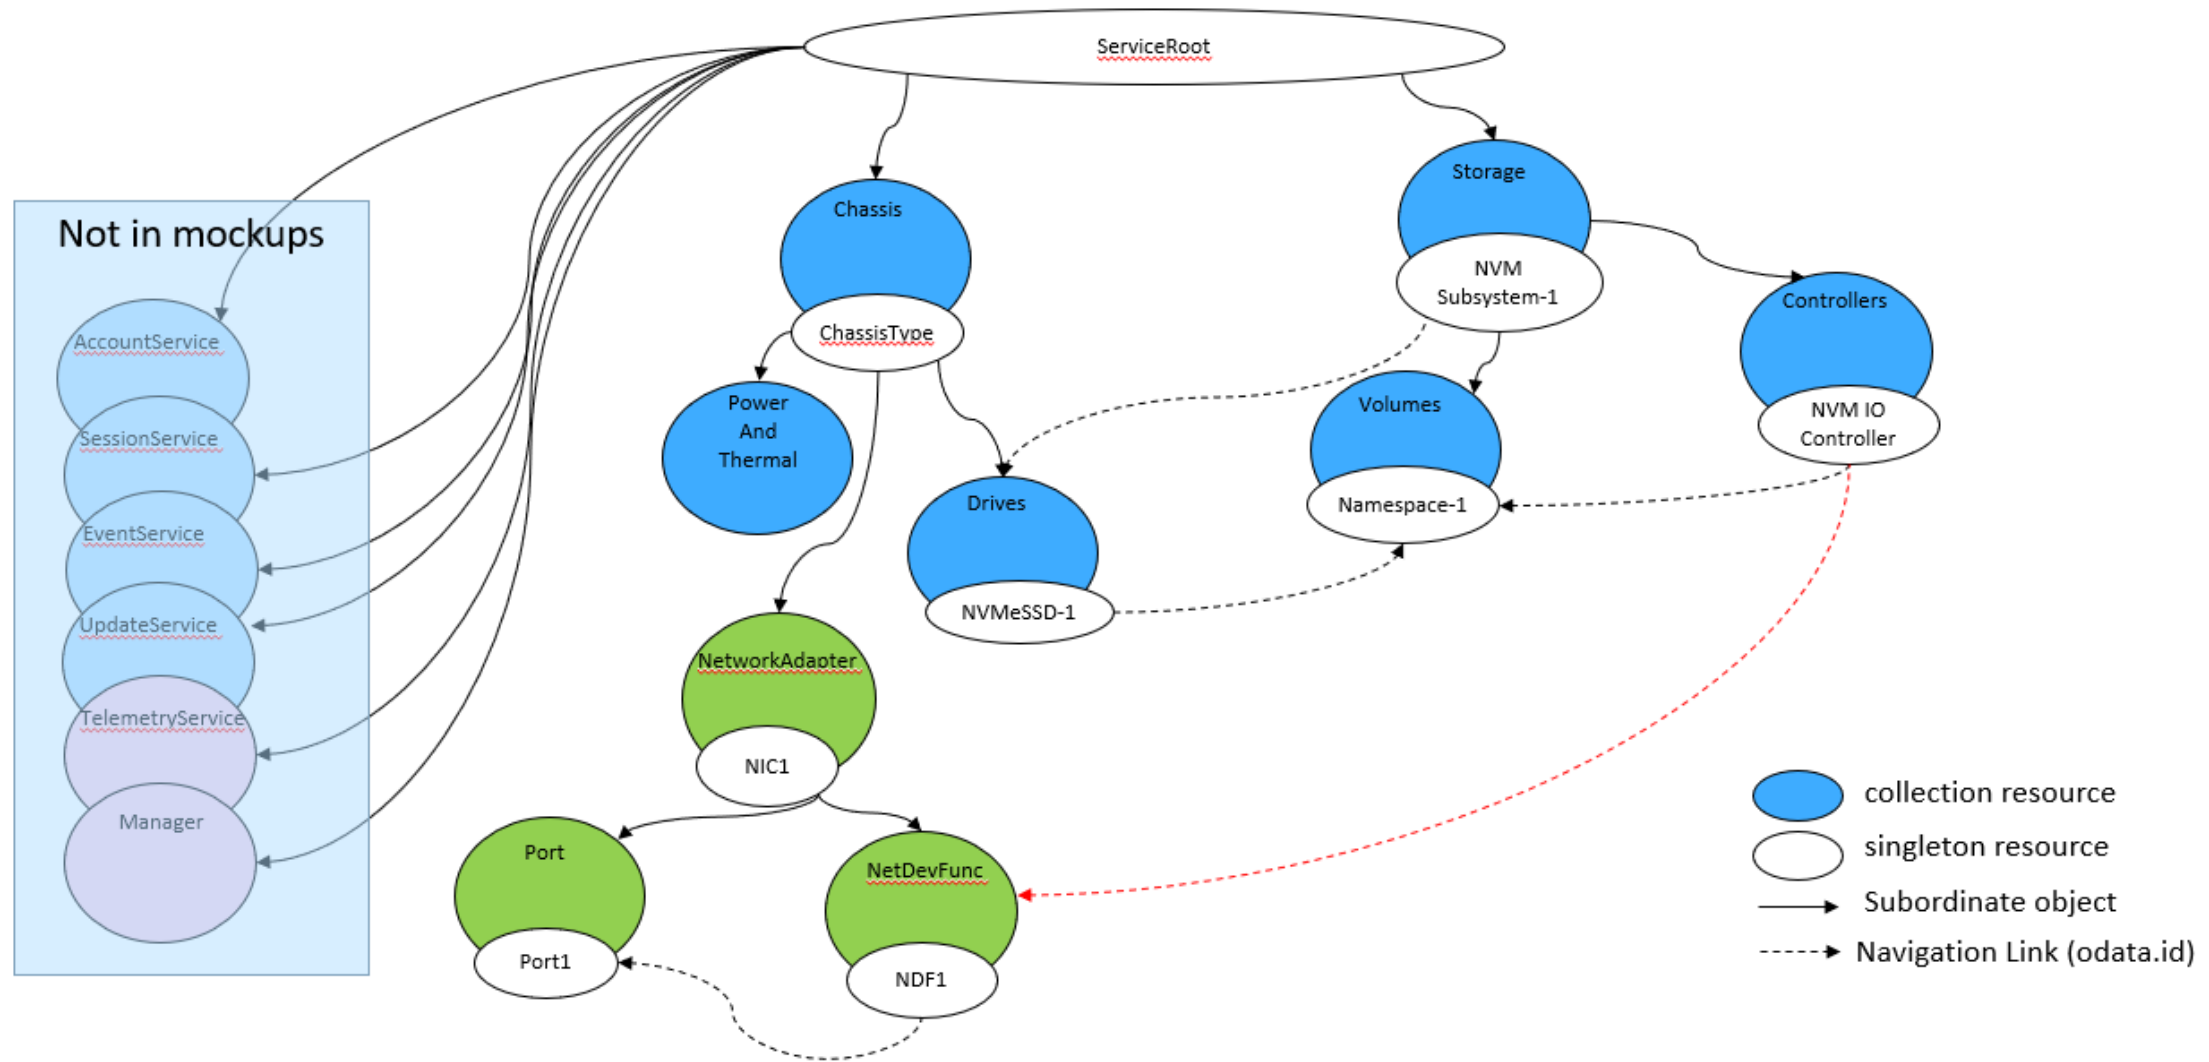 ServiceRoot
Not in mockups
AccountService
SessionService
EventService
UpdateService
TelemetryService
Manager
Chassis
ChassisType
Power
And
Thermal
Drives
NVMeSSD-1
NetworkAdapter
NIC1
Port
Port1
NetDevFunc
NDF1
Storage
NVM
Subsystem-1
Volumes
Namespace-1
Controllers
NVM IO
Controller
collection resource
singleton resource
Subordinate object
Navigation Link (odata.id)